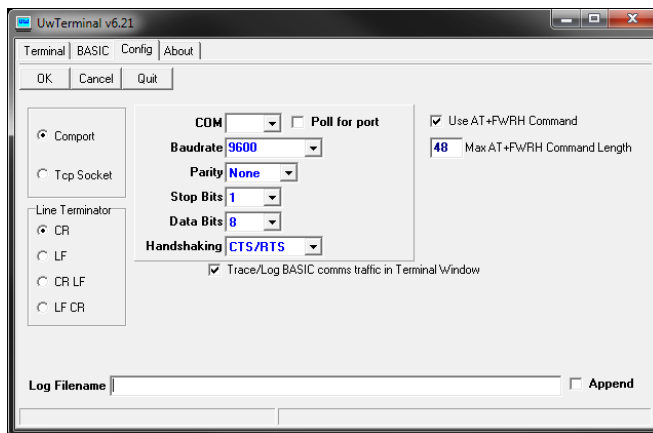 Uw UwTerminal v6.21
Terminal BASIC Config About
OK Cancel Quit
Comport
Tcp Socket
Line Terminator
CR
LF
CR LF
LF CR
COM Poll for port
Baudrate 9600
Parity None
Stop Bits 1
Data Bits 8
Handshaking CTS/RTS
Use AT+FWRH Command
48 Max AT+FWRH Command Length
Trace/Log BASIC comms traffic in Terminal Window
Log Filename Append